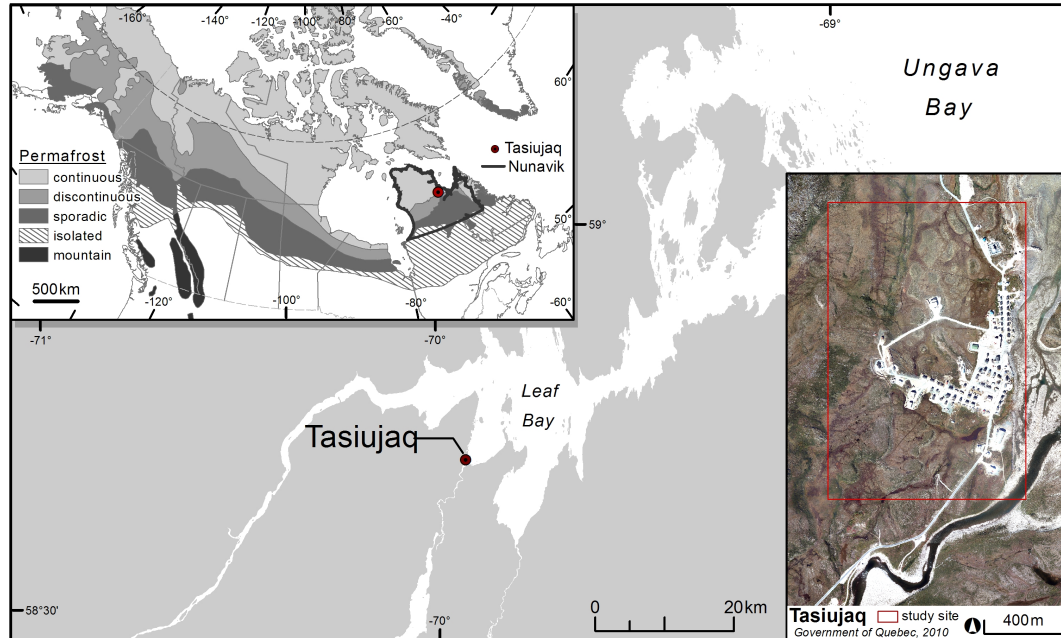 -160°
-140°
-120°
-100°
-80°
-60°
-40°
60°
50°
Permafrost
continuous
discontinuous
sporadic
isolated
mountain
500km
Tasiujaq
Nunavik
-120°
-100°
-80°
-60°
-71°
-70°
-69°
59°
Ungava
Bay
Leaf
Bay
Tasiujaq
58°30'
-70°
0
20km
Tasiujaq
study site
Government of Quebec, 2010
400m